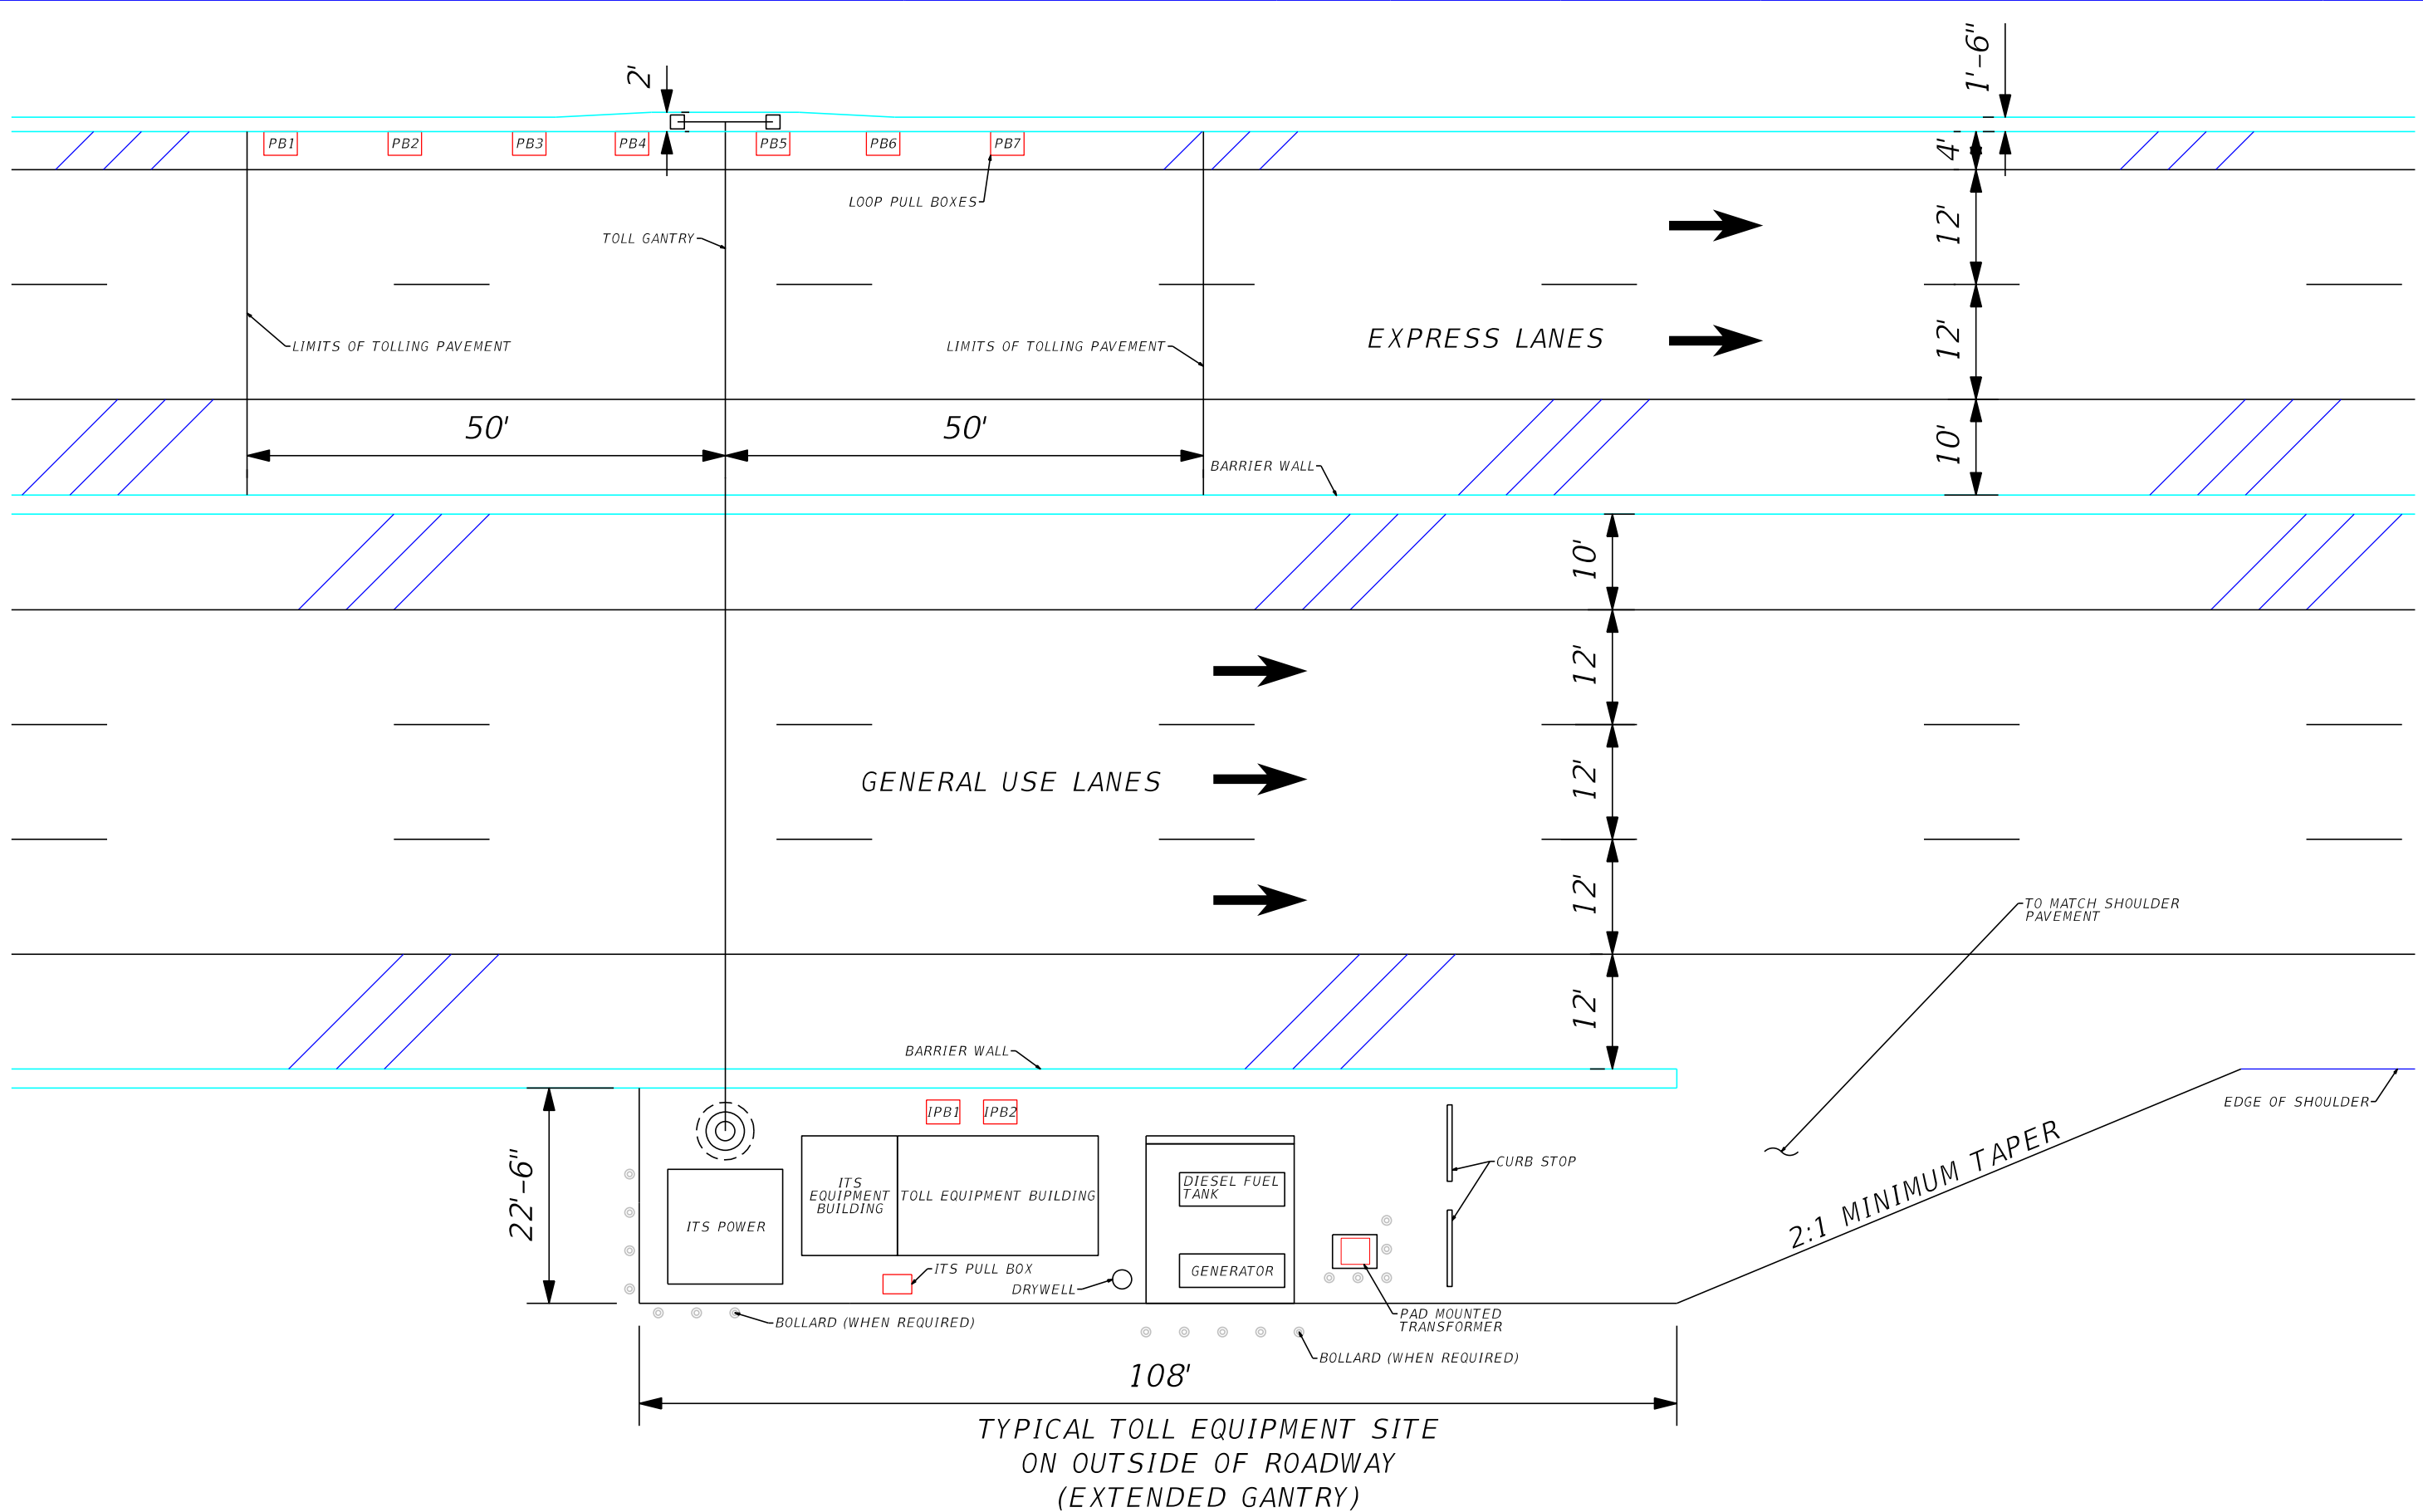 1'-6"
2'
PB1
PB2
PB3
PB4
PB5
PB6
PB7
4'
LOOP PULL BOXES
TOLL GANTRY
12'
LIMITS OF TOLLING PAVEMENT
LIMITS OF TOLLING PAVEMENT
EXPRESS LANES
12'
50'
50'
10'
BARRIER WALL
10'
12'
GENERAL USE LANES
12'
12'
TO MATCH SHOULDER
PAVEMENT
12'
BARRIER WALL
EDGE OF SHOULDER
IPB1
IPB2
22'-6"
ITS
EQUIPMENT
BUILDING
TOLL EQUIPMENT BUILDING
DIESEL FUEL
TANK
CURB STOP
2:1 MINIMUM TAPER
ITS POWER
ITS PULL BOX
DRYWELL
GENERATOR
BOLLARD (WHEN REQUIRED)
PAD MOUNTED
TRANSFORMER
BOLLARD (WHEN REQUIRED)
108'
TYPICAL TOLL EQUIPMENT SITE
ON OUTSIDE OF ROADWAY
(EXTENDED GANTRY)